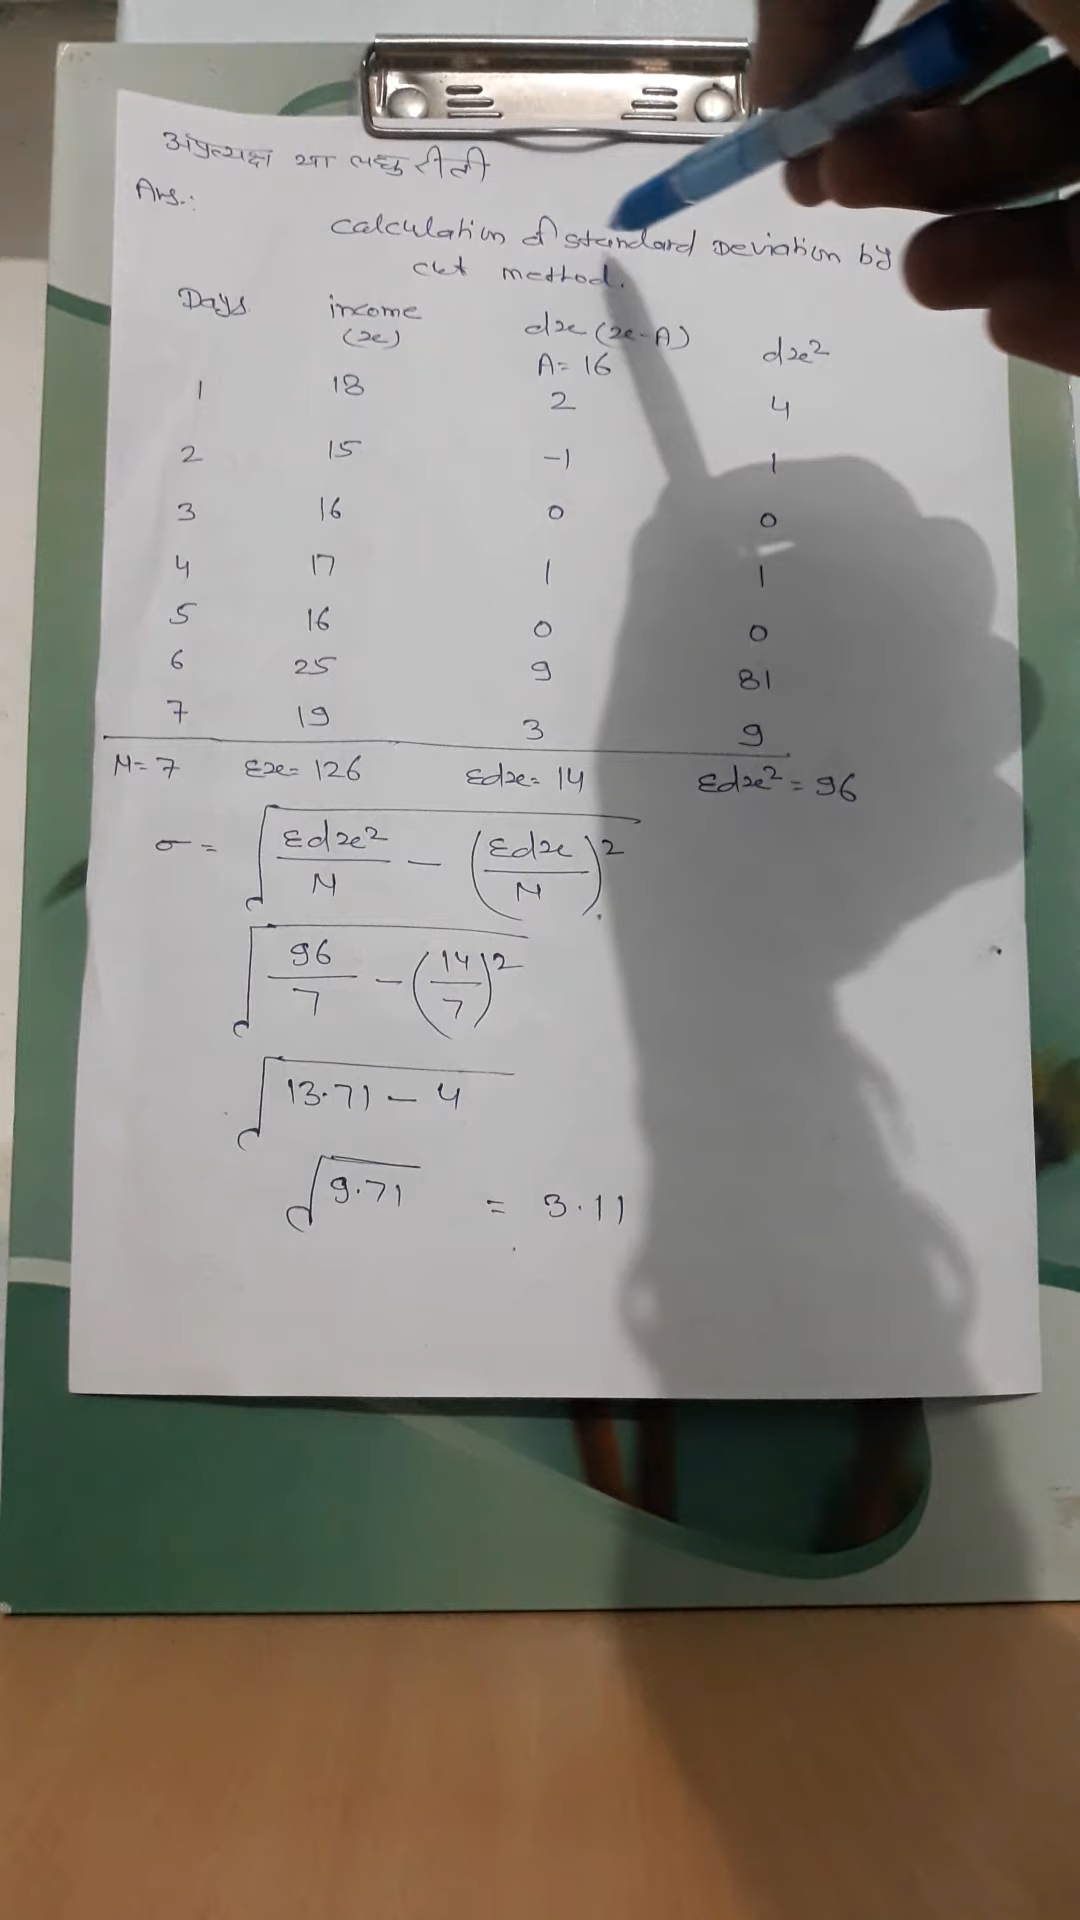 अप्रत्यक्ष या लघु रीती
Ans.:
calculation of standard Deviation by
cut method.
Days income (x) dx (x-A) A=16 dx²
1 18 2 4
2 15 -1 1
3 16 0 0
4 17 1 1
5 16 0 0
6 25 9 81
7 19 3 9
N=7 Σx=126 Σdx=14 Σdx²=96
σ = √ Σdx²/N − (Σdx/N)²
√ 96/7 − (14/7)²
√ 13.71 − 4
√ 9.71 = 3.11